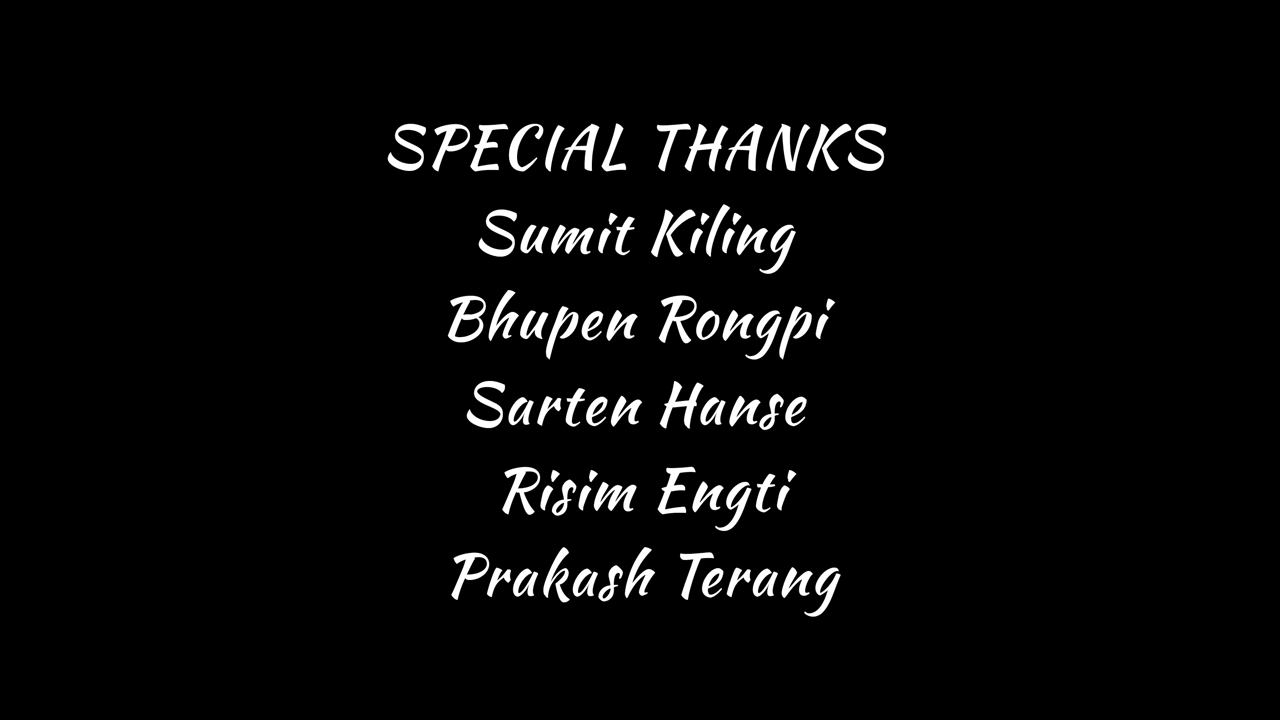 SPECIAL THANKS
Sumit Kiling
Bhupen Rongpi
Sarten Hanse
Risim Engti
Prakash Terang